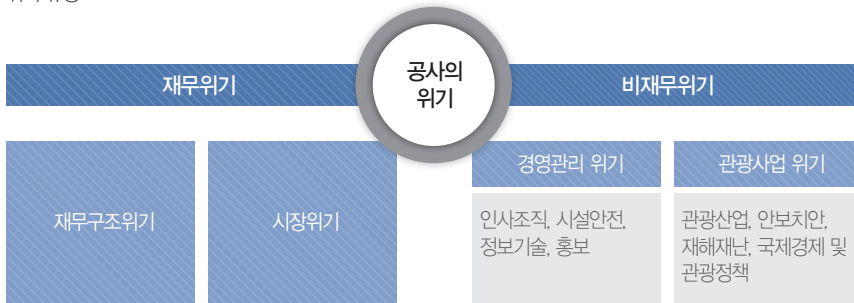 공사의
위기
재무위기
비재무위기
재무구조위기
시장위기
경영관리 위기
인사조직, 시설안전,
정보기술, 홍보
관광사업 위기
관광산업, 안보치안,
재해재난, 국제경제 및
관광정책